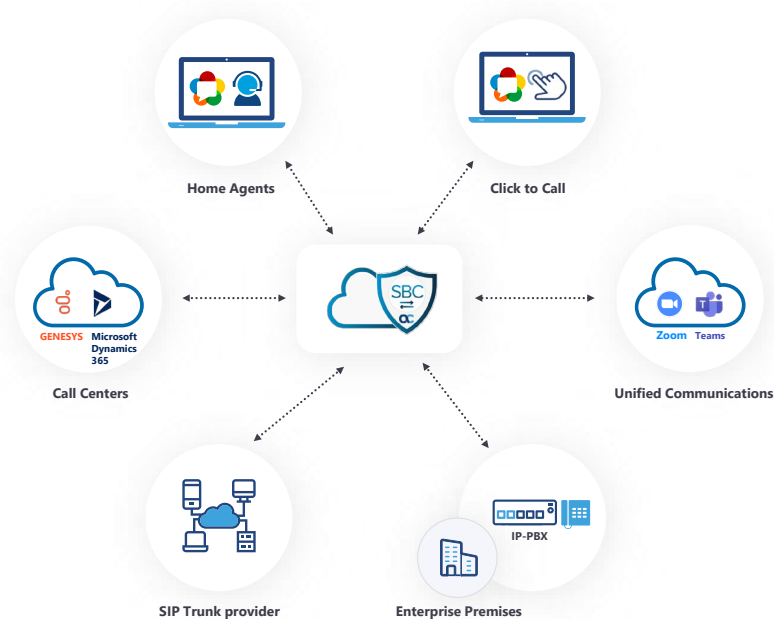 Home Agents
Click to Call
SBC
GENESYS
Microsoft
Dynamics
365
Call Centers
Zoom
Teams
Unified Communications
IP-PBX
SIP Trunk provider
Enterprise Premises